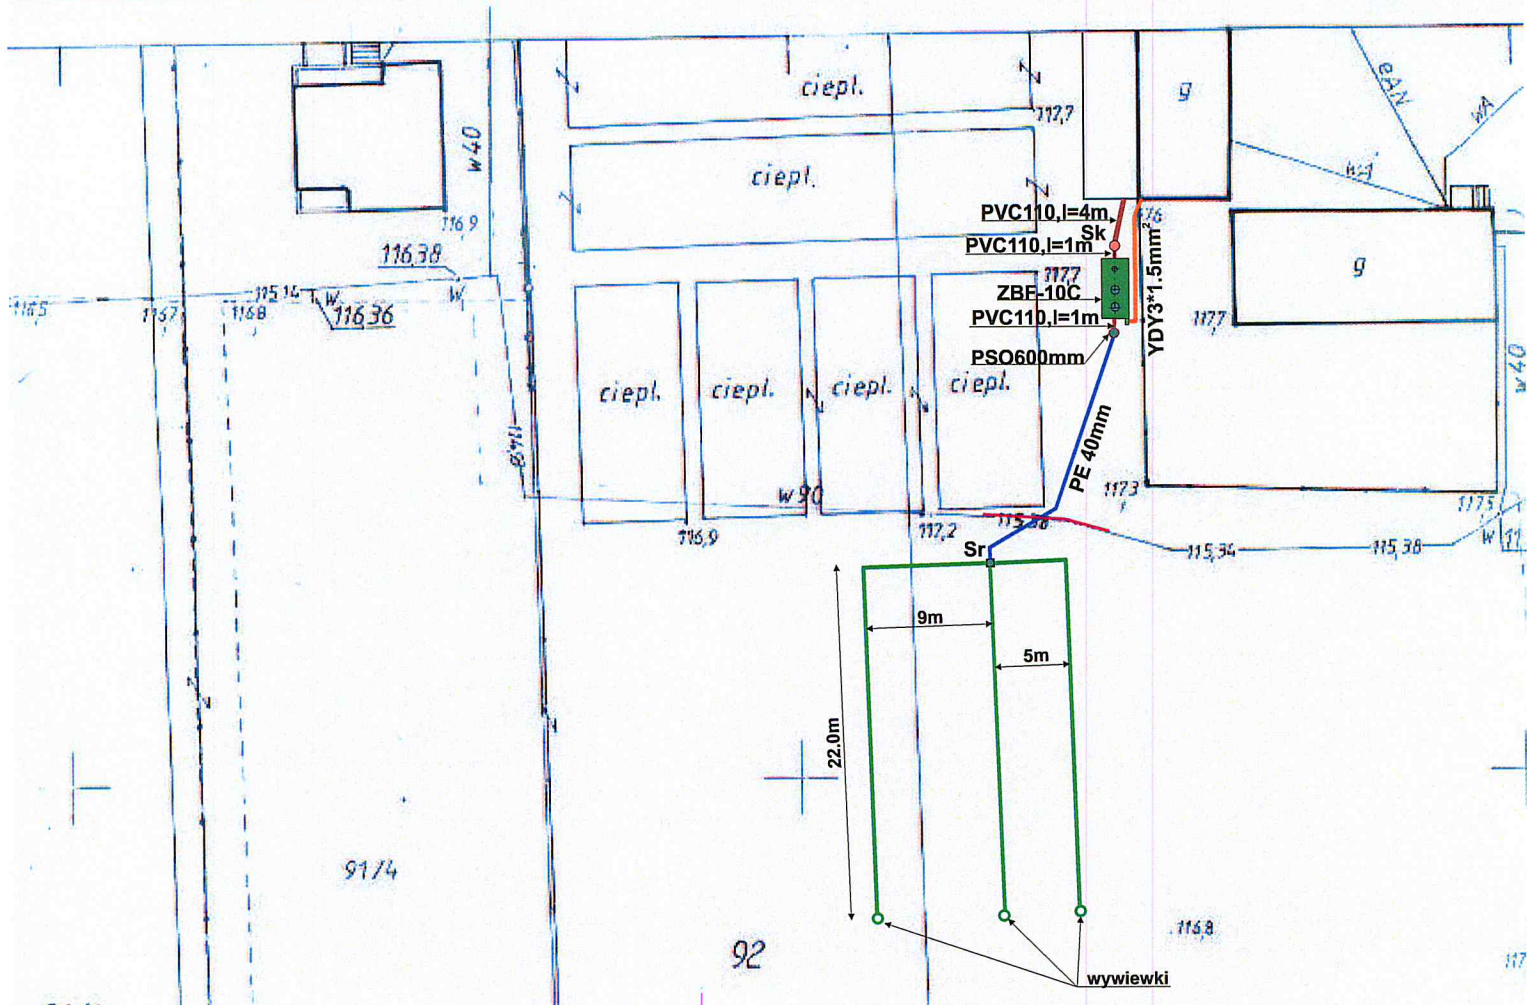 ciepl.
g
eAN
wA
w40
117,7
ciepl.
PVC110,l=4m
116,9
Sk
PVC110,l=1m
116,38
117,7
ZBF-10C
YDY3*1.5mm²
g
W
115,14
W
116,36
116,7
116,8
PVC110,l=1m
117,7
PSO600mm
w40
ciepl.
ciepl.
ciepl.
ciepl.
PE 40mm
w90
117,3
117,5
116,9
117,2
115,38
115,34
115,38
W
Sr
9m
5m
22.0m
91/4
92
116,8
117
wywiewki